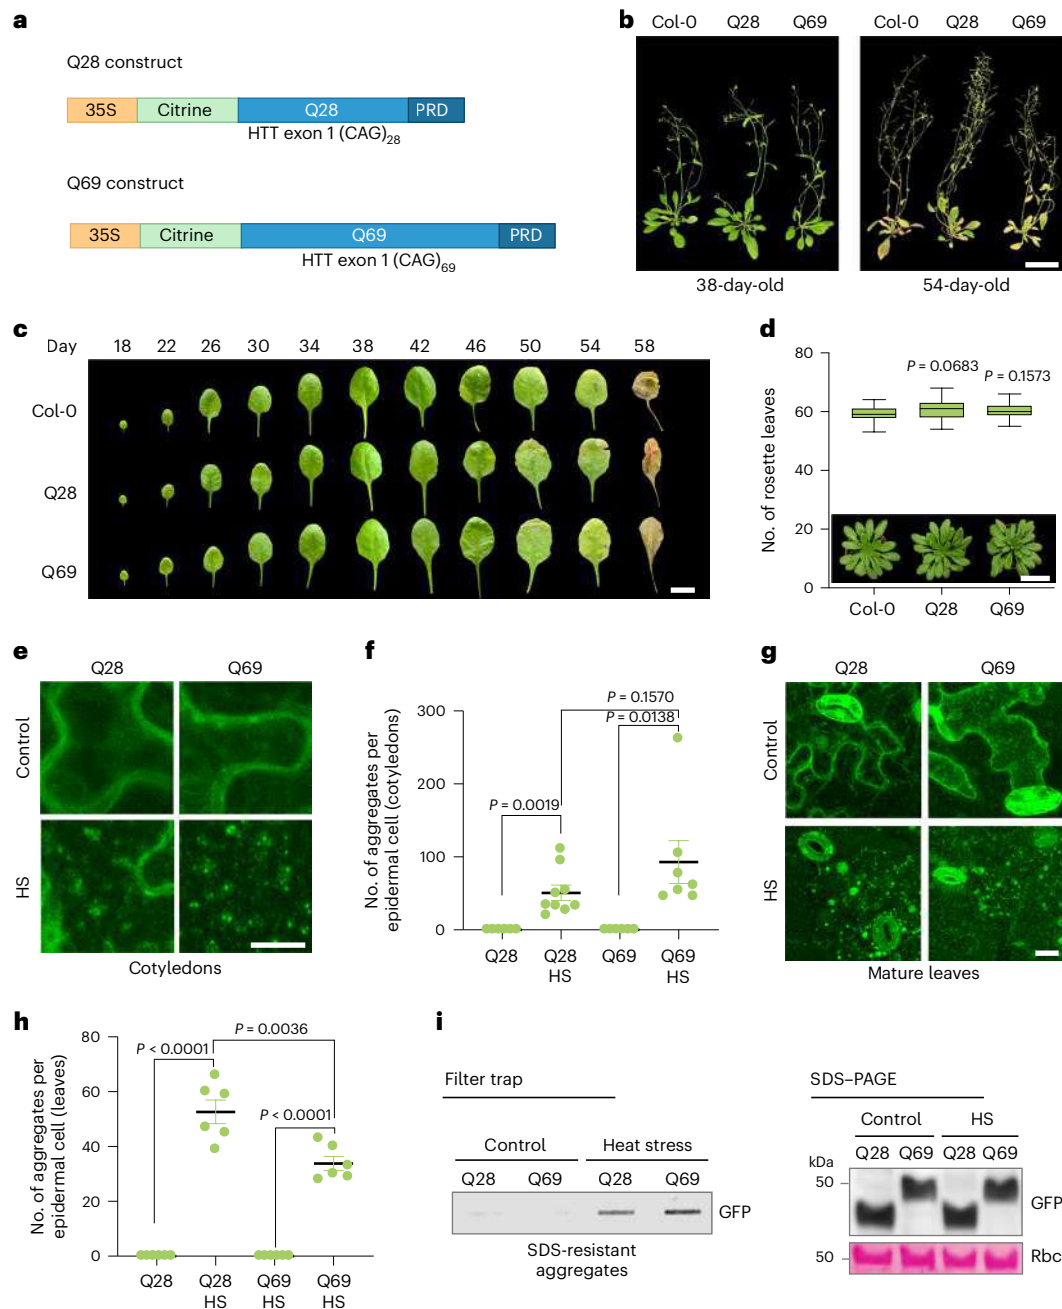 a
Q28 construct
35S Citrine Q28 PRD
HTT exon 1 (CAG)28
Q69 construct
35S Citrine Q69 PRD
HTT exon 1 (CAG)69
b
Col-0 Q28 Q69 Col-0 Q28 Q69
38-day-old 54-day-old
c
Day 18 22 26 30 34 38 42 46 50 54 58
Col-0
Q28
Q69
d
No. of rosette leaves
80
60
40
20
0
P = 0.0683
P = 0.1573
Col-0 Q28 Q69
e
Q28 Q69
Control
HS
Cotyledons
f
No. of aggregates per
epidermal cell (cotyledons)
300
200
100
0
P = 0.1570
P = 0.0138
P = 0.0019
Q28 Q28 HS Q69 Q69 HS
g
Q28 Q69
Control
HS
Mature leaves
h
No. of aggregates per
epidermal cell (leaves)
80
60
40
20
0
P = 0.0036
P < 0.0001
P < 0.0001
Q28 Q28 HS Q69 HS Q69 HS
i
Filter trap
Control Heat stress
Q28 Q69 Q28 Q69
GFP
SDS-resistant
aggregates
SDS–PAGE
Control HS
Q28 Q69 Q28 Q69
kDa
50
GFP
50
Rbc